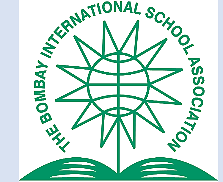 THE BOMBAY INTERNATIONAL SCHOOL ASSOCIATION